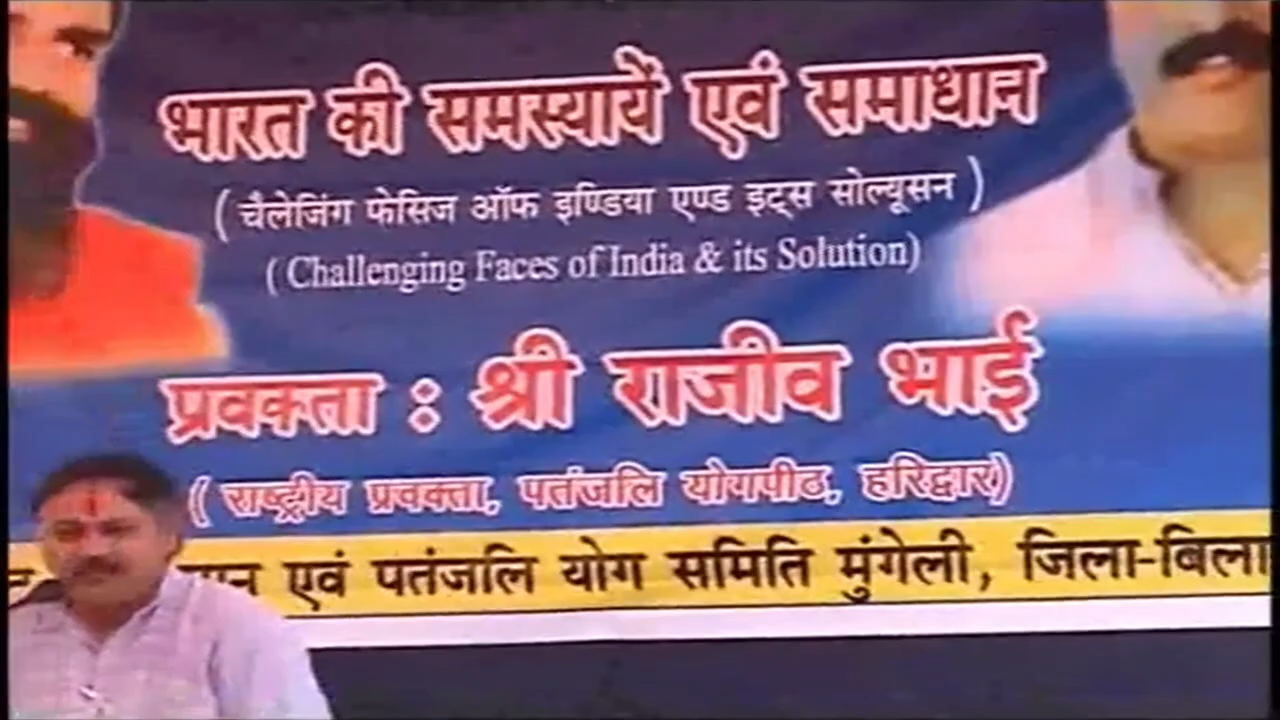 भारत की समस्यायें एवं समाधान
( चैलेजिंग फेसिज ऑफ इण्डिया एण्ड इट्स सोल्यूसन )
( Challenging Faces of India & its Solution)
प्रवक्ता : श्री राजीव भाई
( राष्ट्रीय प्रवक्ता, पतंजलि योगपीठ, हरिद्वार)
एवं पतंजलि योग समिति मुंगेली, जिला-बिला